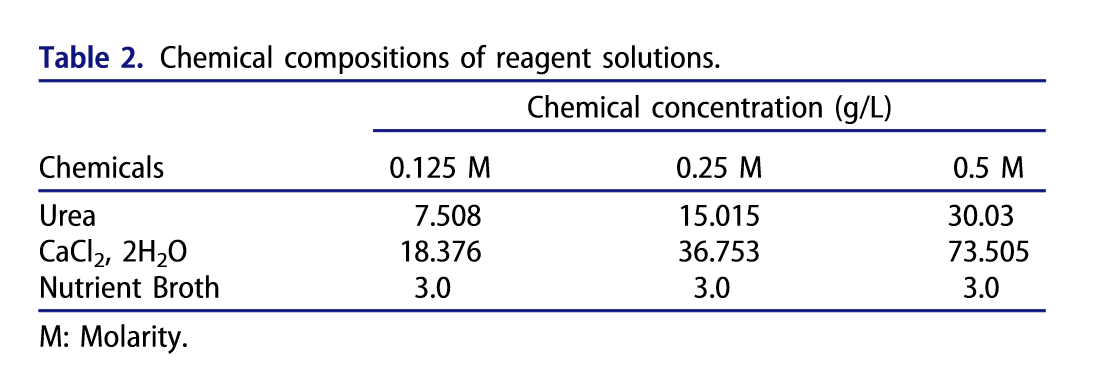 Table 2. Chemical compositions of reagent solutions.
Chemical concentration (g/L)
Chemicals 0.125 M 0.25 M 0.5 M
Urea 7.508 15.015 30.03
CaCl₂, 2H₂O 18.376 36.753 73.505
Nutrient Broth 3.0 3.0 3.0
M: Molarity.